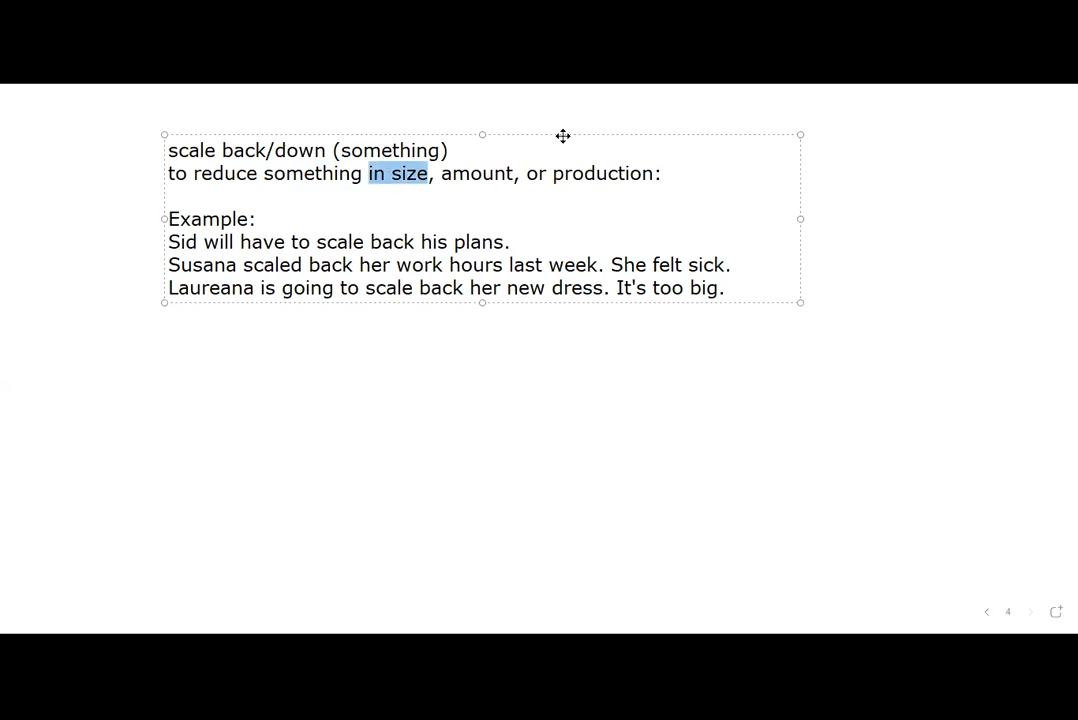 scale back/down (something)
to reduce something in size, amount, or production:
Example:
Sid will have to scale back his plans.
Susana scaled back her work hours last week. She felt sick.
Laureana is going to scale back her new dress. It's too big.
4